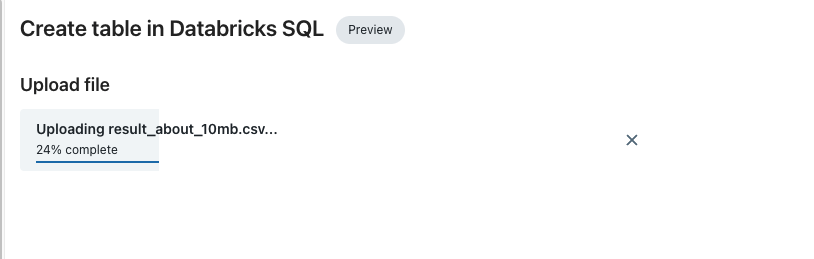 Create table in Databricks SQL Preview
Upload file
Uploading result_about_10mb.csv...
24% complete